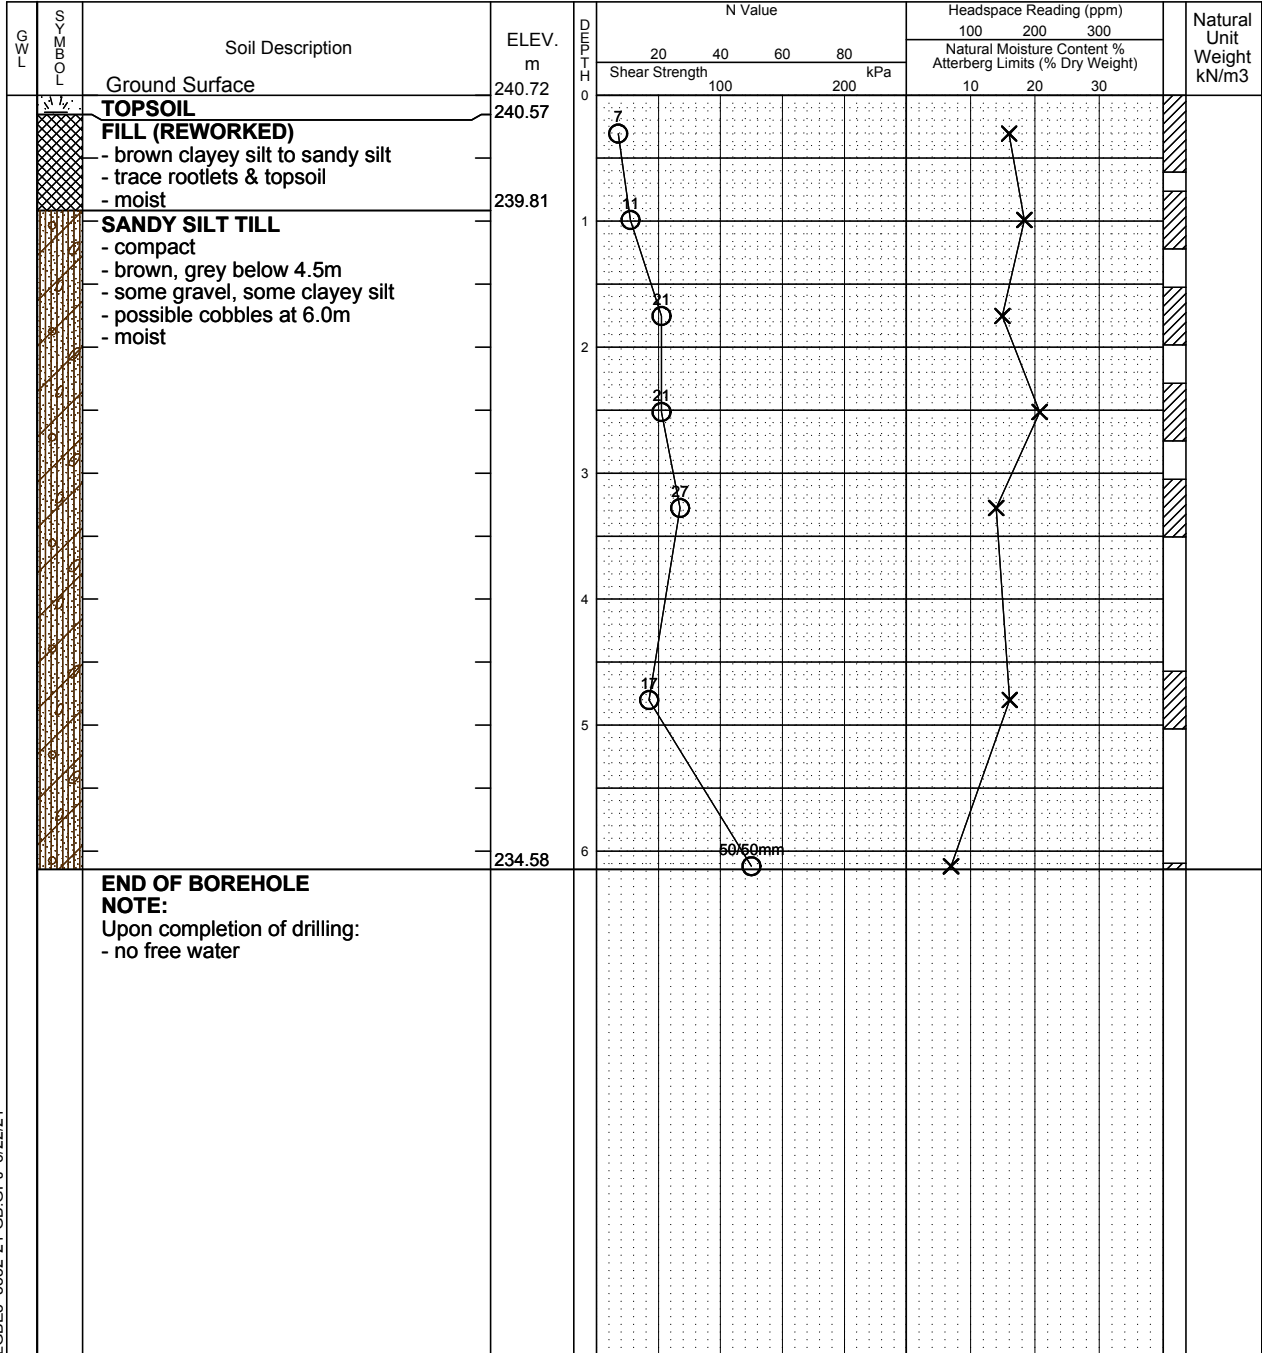 GWL
SYMBOL
Soil Description
Ground Surface
ELEV.
m
240.72
DEPTH
N Value
20 40 60 80
Shear Strength kPa
100 200
Headspace Reading (ppm)
100 200 300
Natural Moisture Content %
Atterberg Limits (% Dry Weight)
10 20 30
Natural
Unit
Weight
kN/m3
0
TOPSOIL 240.57
FILL (REWORKED)
- brown clayey silt to sandy silt
- trace rootlets & topsoil
- moist 239.81
SANDY SILT TILL
- compact
- brown, grey below 4.5m
- some gravel, some clayey silt
- possible cobbles at 6.0m
- moist
7
11
1
21
2
21
3
27
4
17
5
50/50mm
6
234.58
END OF BOREHOLE
NOTE:
Upon completion of drilling:
- no free water